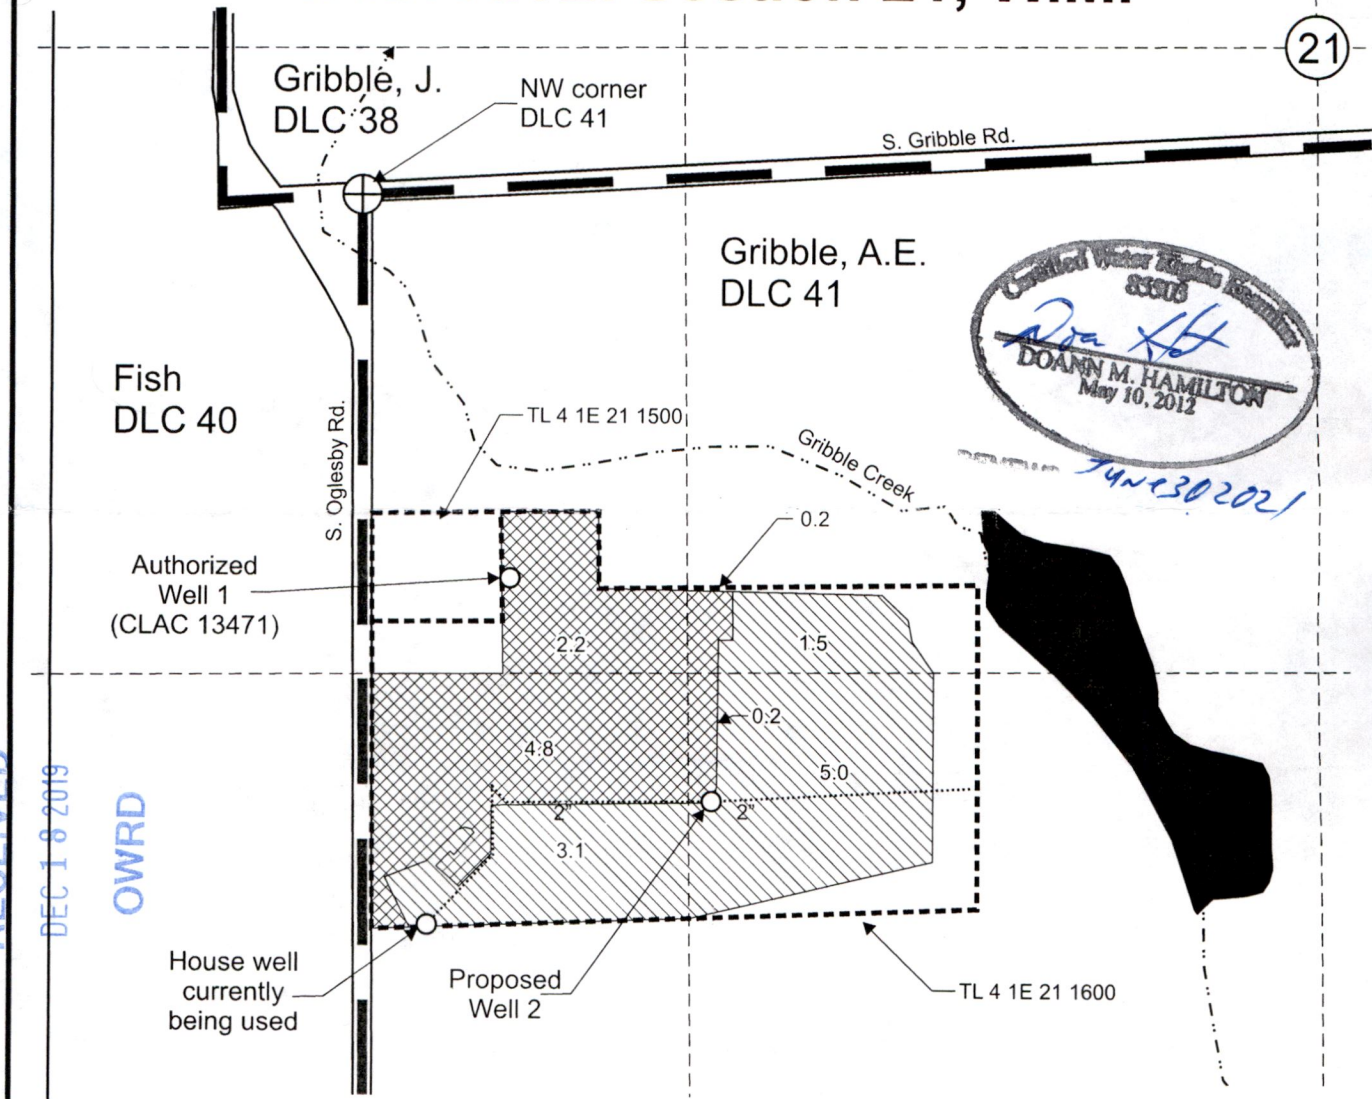 21
Gribble, J.
DLC 38
NW corner
DLC 41
S. Gribble Rd.
Gribble, A.E.
DLC 41
Certified Water Rights Examiner
DOANN M. HAMILTON
May 10, 2012
June 30 2021
Fish
DLC 40
S. Oglesby Rd.
TL 4 1E 21 1500
Gribble Creek
0.2
Authorized
Well 1
(CLAC 13471)
2.2
1.5
0.2
4.8
5.0
2"
2"
3.1
RECEIVED
DEC 18 2019
OWRD
House well
currently
being used
Proposed
Well 2
TL 4 1E 21 1600